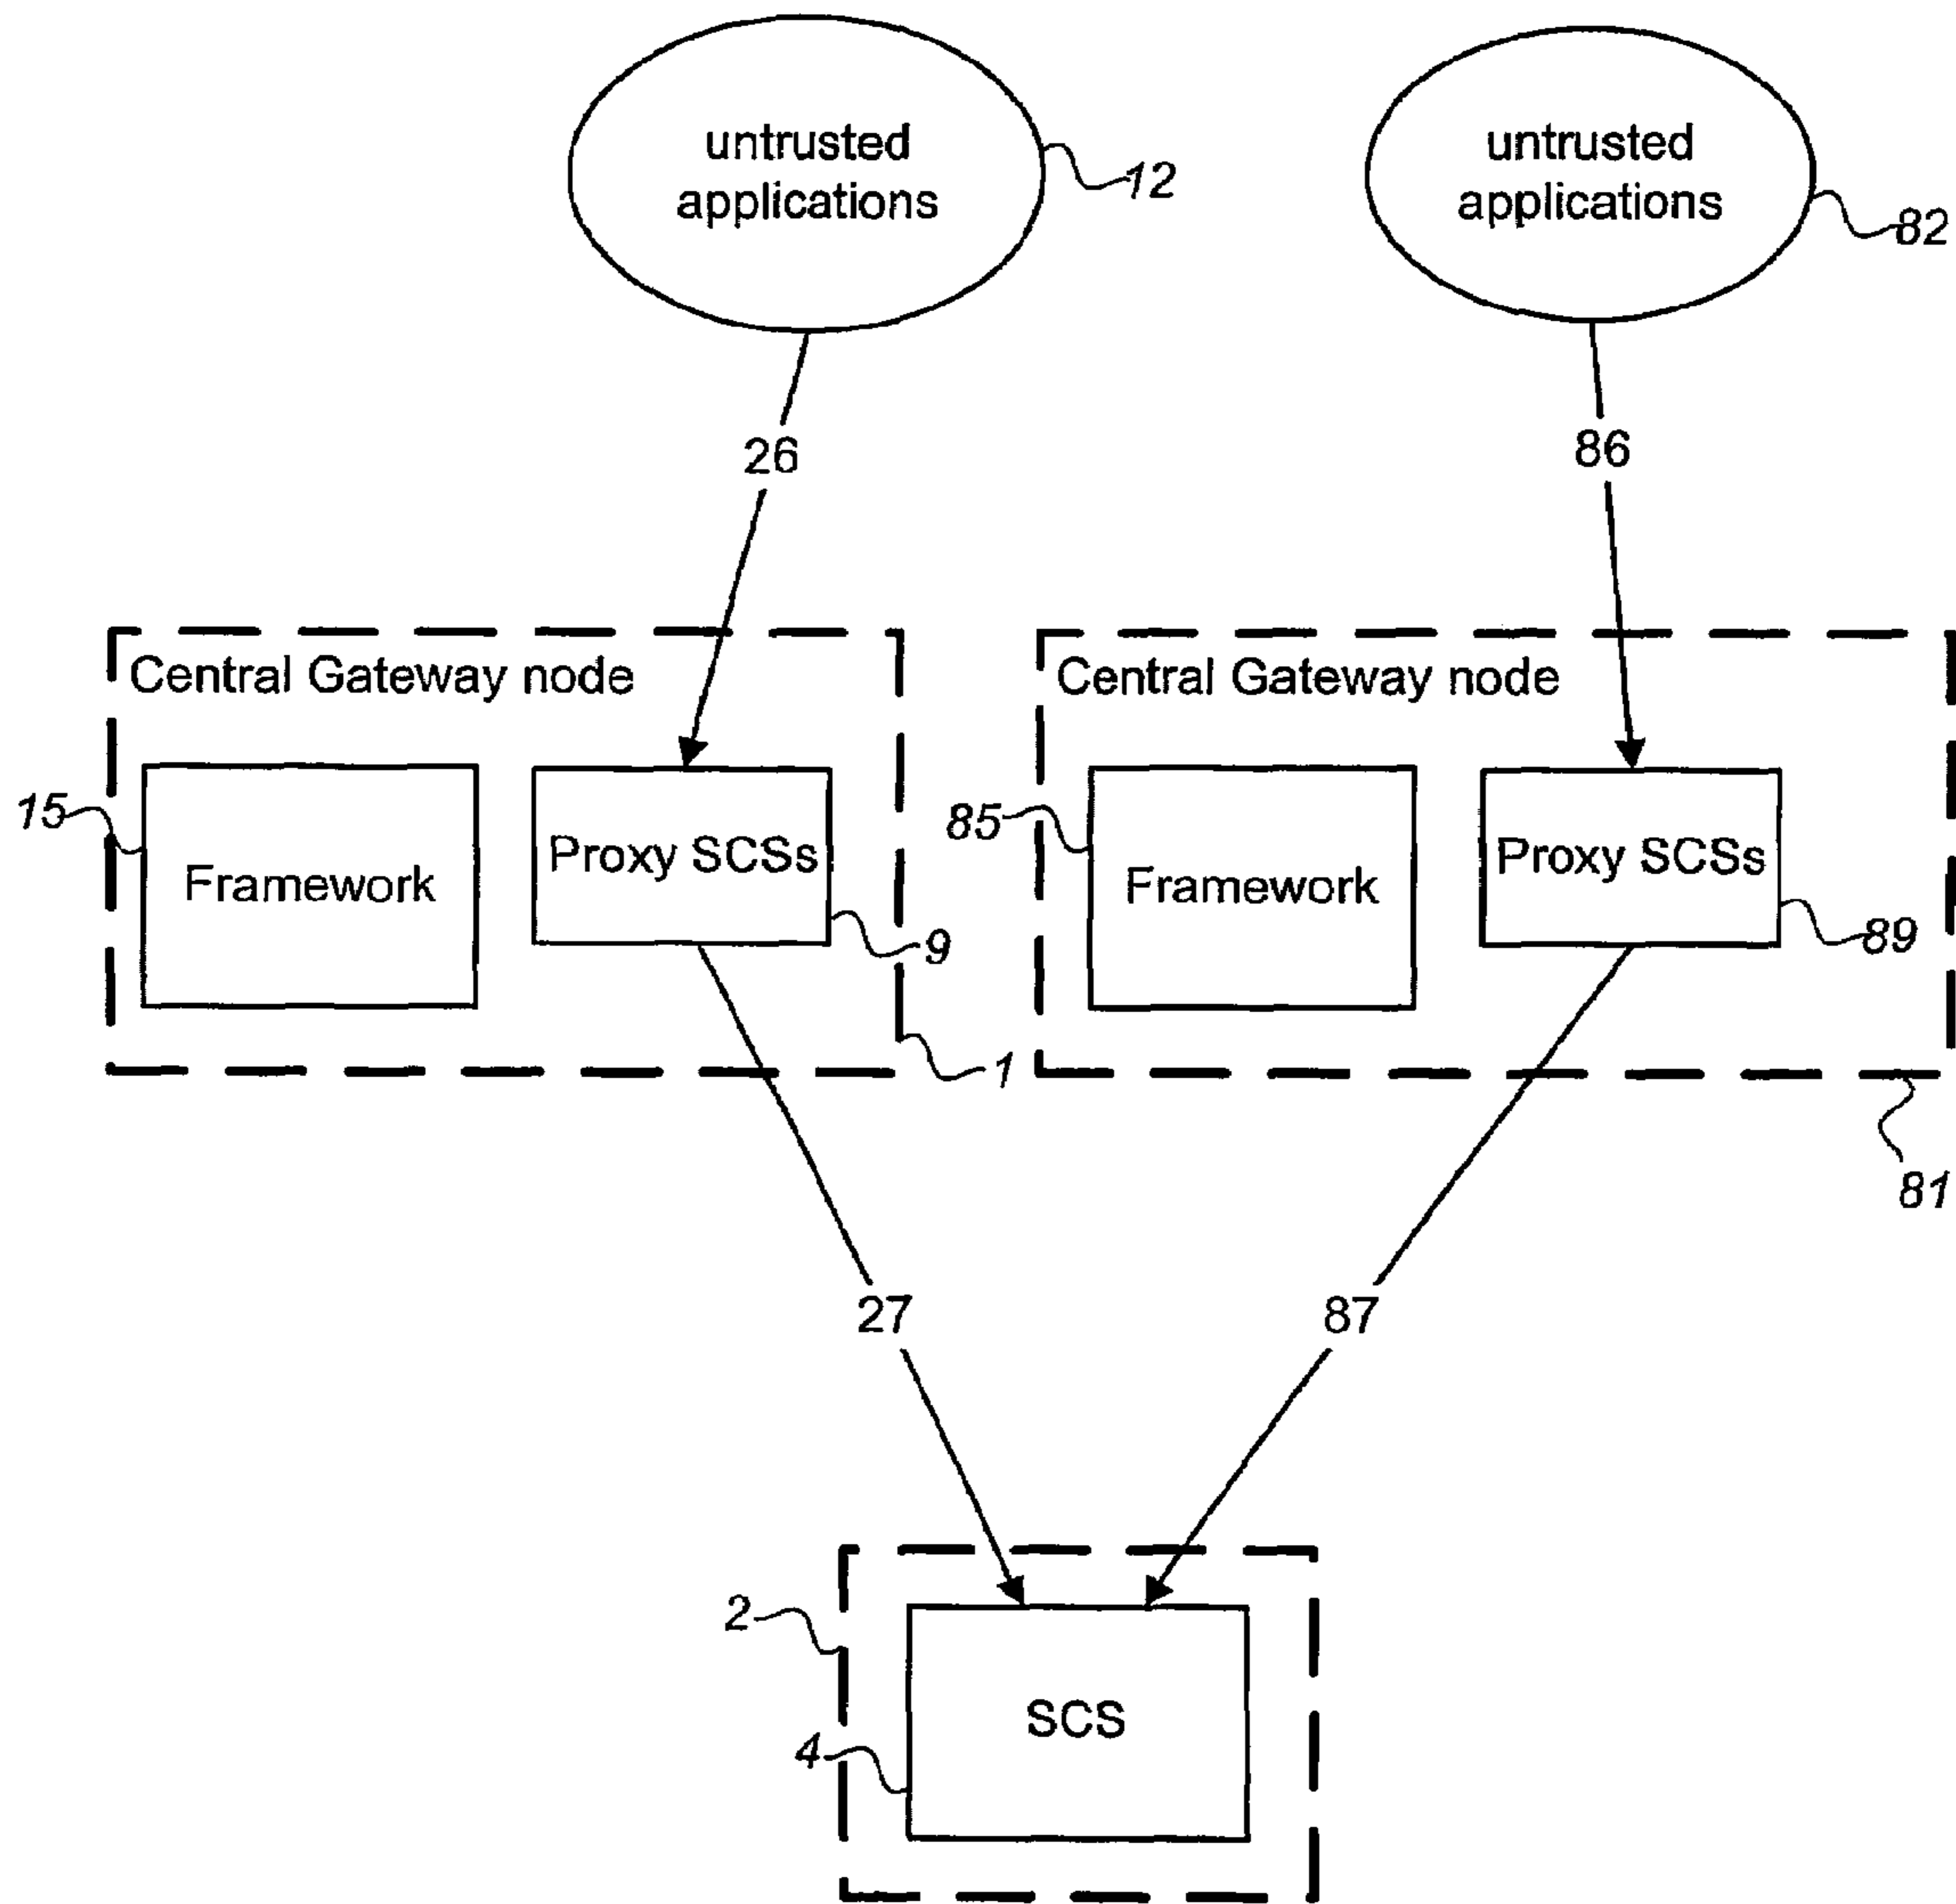 untrusted
applications
12
untrusted
applications
82
26
86
Central Gateway node
Central Gateway node
15
Framework
Proxy SCSs
9
85
Framework
Proxy SCSs
89
1
81
27
87
2
SCS
4